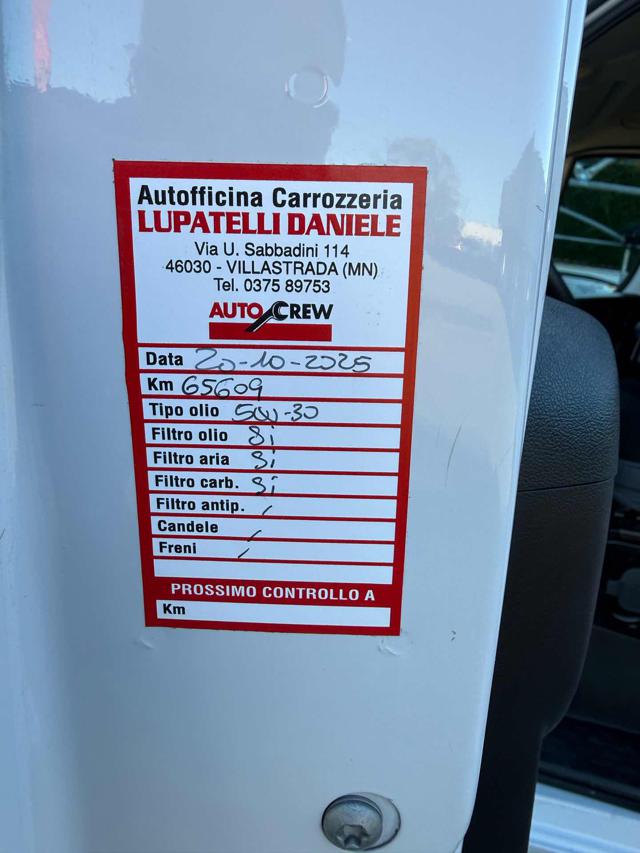 Autofficina Carrozzeria
LUPATELLI DANIELE
Via U. Sabbadini 114
46030 - VILLASTRADA (MN)
Tel. 0375 89753
AUTO CREW
Data 20-10-2025
Km 65609
Tipo olio 5W-30
Filtro olio Si
Filtro aria Si
Filtro carb. Si
Filtro antip. /
Candele /
Freni /
PROSSIMO CONTROLLO A
Km